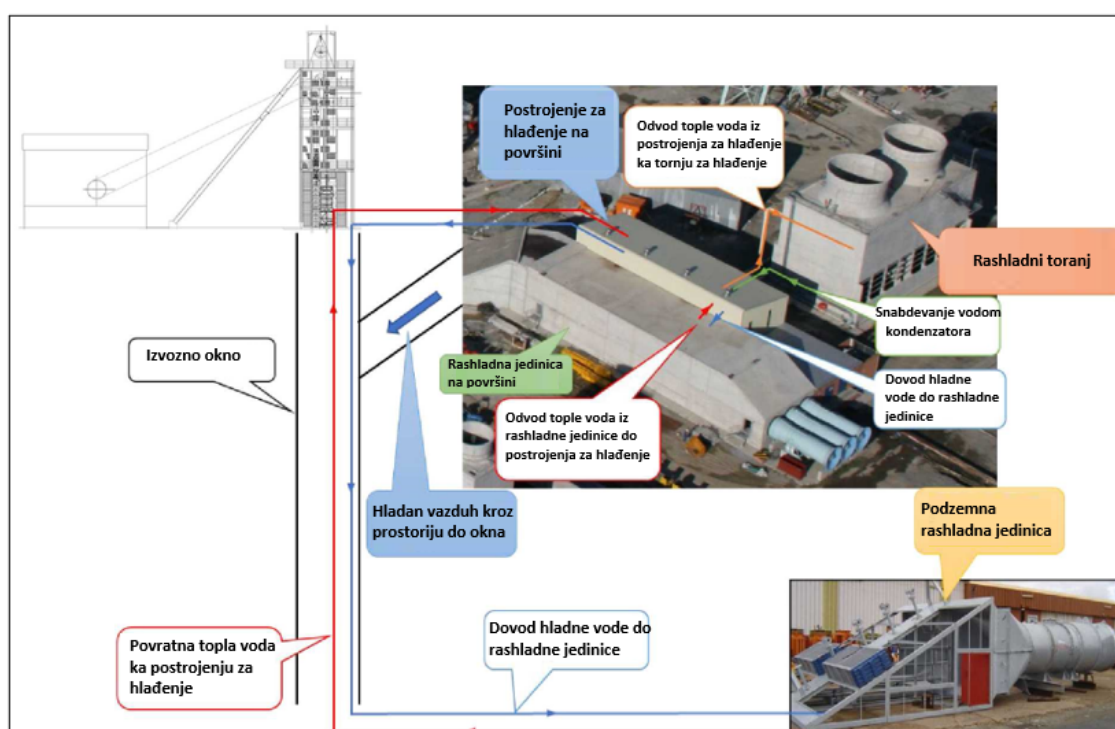 Postrojenje za
hlađenje na
površini
Odvod tople voda iz
postrojenja za hlađenje
ka tornju za hlađenje
Rashladni toranj
Snabdevanje vodom
kondenzatora
Izvozno okno
Rashladna jedinica
na površini
Dovod hladne
vode do rashladne
jedinice
Odvod tople voda iz
rashladne jedinice do
postrojenja za hlađenje
Hladan vazduh kroz
prostoriju do okna
Podzemna
rashladna jedinica
Povratna topla voda
ka postrojenju za
hlađenje
Dovod hladne vode do
rashladne jedinice